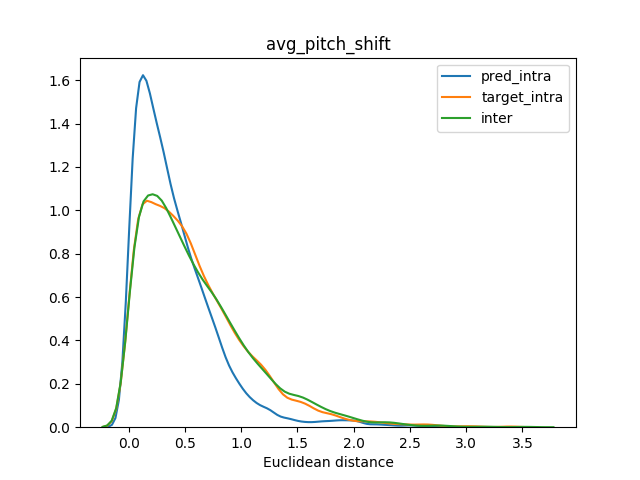 avg_pitch_shift
pred_intra
target_intra
inter
1.6
1.4
1.2
1.0
0.8
0.6
0.4
0.2
0.0
0.0 0.5 1.0 1.5 2.0 2.5 3.0 3.5
Euclidean distance